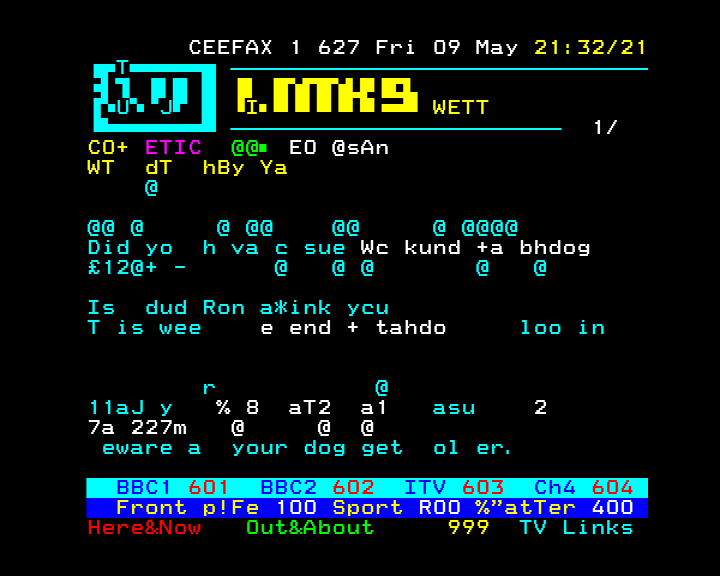 CEEFAX 1 627 Fri 09 May 21:32/21
T
U J I WETT
1/
CO+ ETIC @@▪ EO @sAn
WT dT hBy Ya
@
@@ @ @ @@ @@ @ @@@@
Did yo h va c sue Wc kund +a bhdog
£12@+ - @ @ @ @ @
Is dud Ron a*ink ycu
T is wee e end + tahdo loo in
r @
11aJ y % 8 aT2 a1 asu 2
7a 227m @ @ @
eware a your dog get ol er.
BBC1 601 BBC2 602 ITV 603 Ch4 604
Front p!Fe 100 Sport R00 %"atTer 400
Here&Now Out&About 999 TV Links